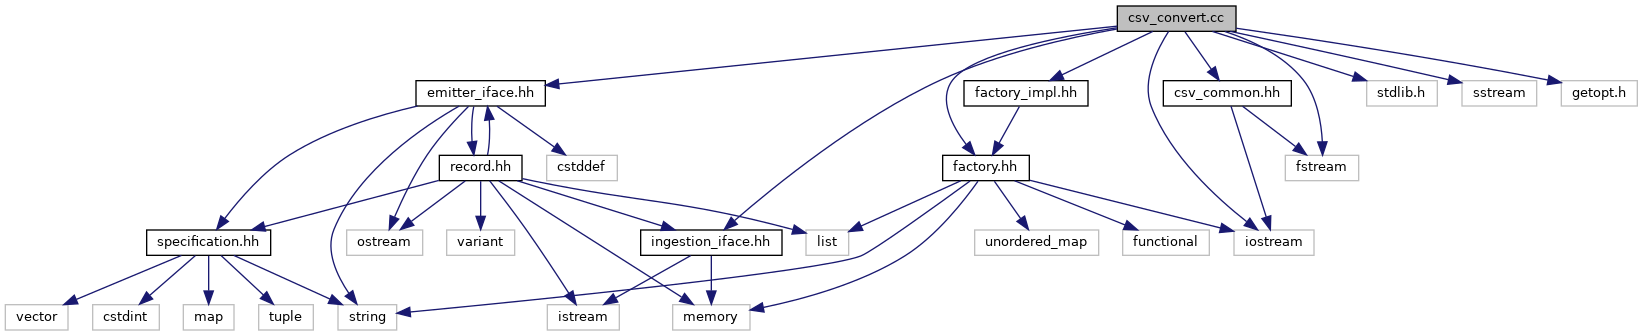 csv_convert.cc
emitter_iface.hh
factory_impl.hh
csv_common.hh
stdlib.h
sstream
getopt.h
record.hh
cstddef
factory.hh
fstream
specification.hh
ostream
variant
ingestion_iface.hh
list
unordered_map
functional
iostream
vector
cstdint
map
tuple
string
istream
memory